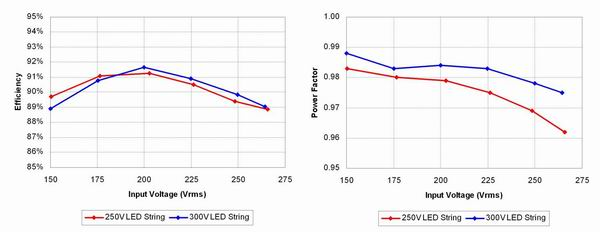 95%
94%
93%
92%
91%
90%
89%
88%
87%
86%
85%
Efficiency
150 175 200 225 250 275
Input Voltage (Vrms)
250V LED String 300V LED String
1.00
0.99
0.98
0.97
0.96
0.95
Power Factor
150 175 200 225 250 275
Input Voltage (Vrms)
250V LED String 300V LED String